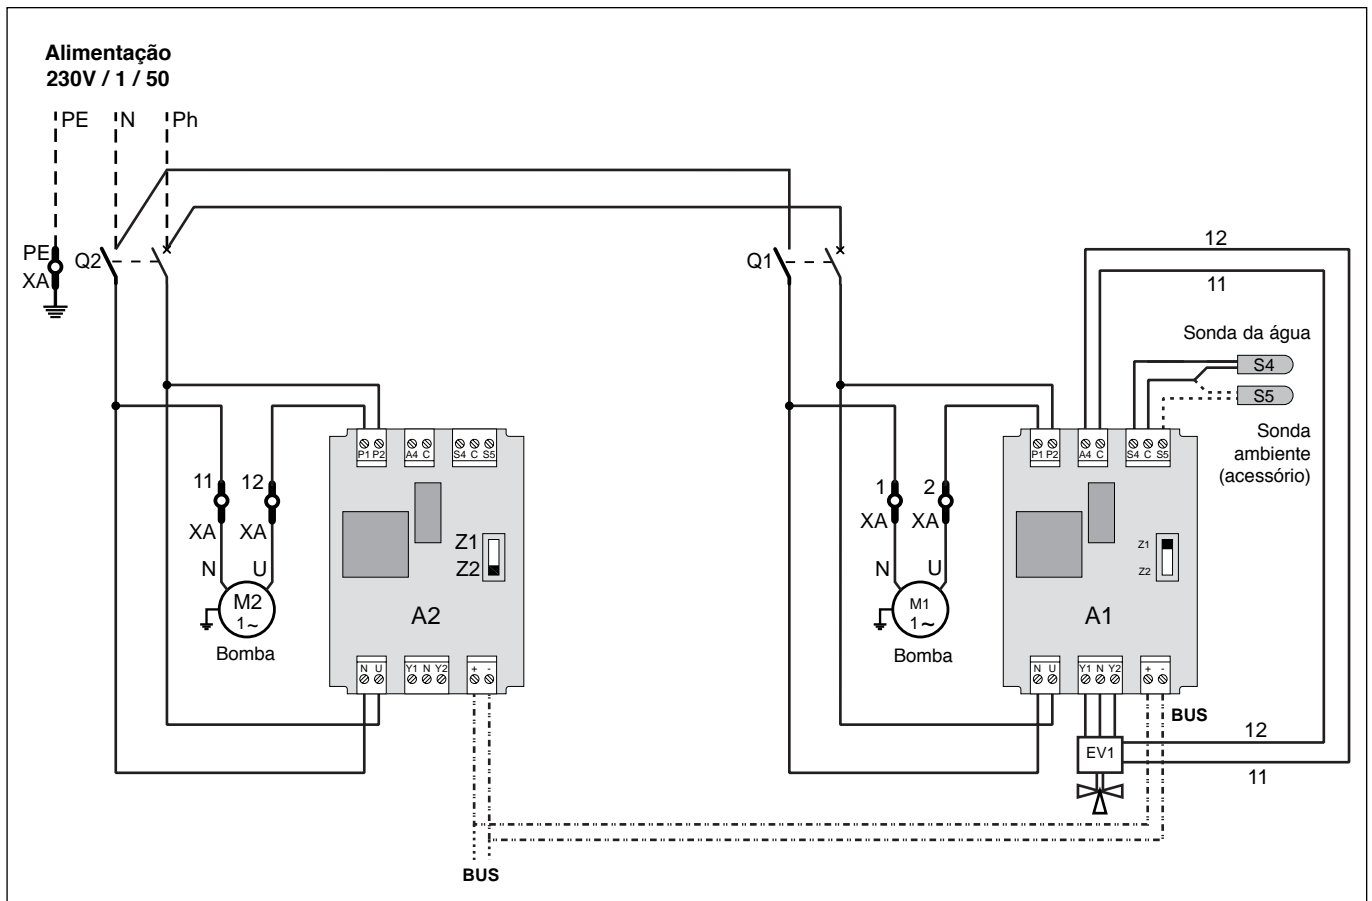 Alimentação
230V / 1 / 50
PE N Ph
PE
XA
Q2
Q1
12
11
Sonda da água
S4
S5
Sonda
ambiente
(acessório)
P1 P2 A4 C S4 C S5
P1 P2 A4 C S4 C S5
11 12
XA XA
N U
M2
1~
Bomba
Z1
Z2
A2
N U Y1 N Y2 + -
1 2
XA XA
N U
M1
1~
Bomba
Z1
Z2
A1
N U Y1 N Y2 + -
BUS
EV1
12
11
BUS